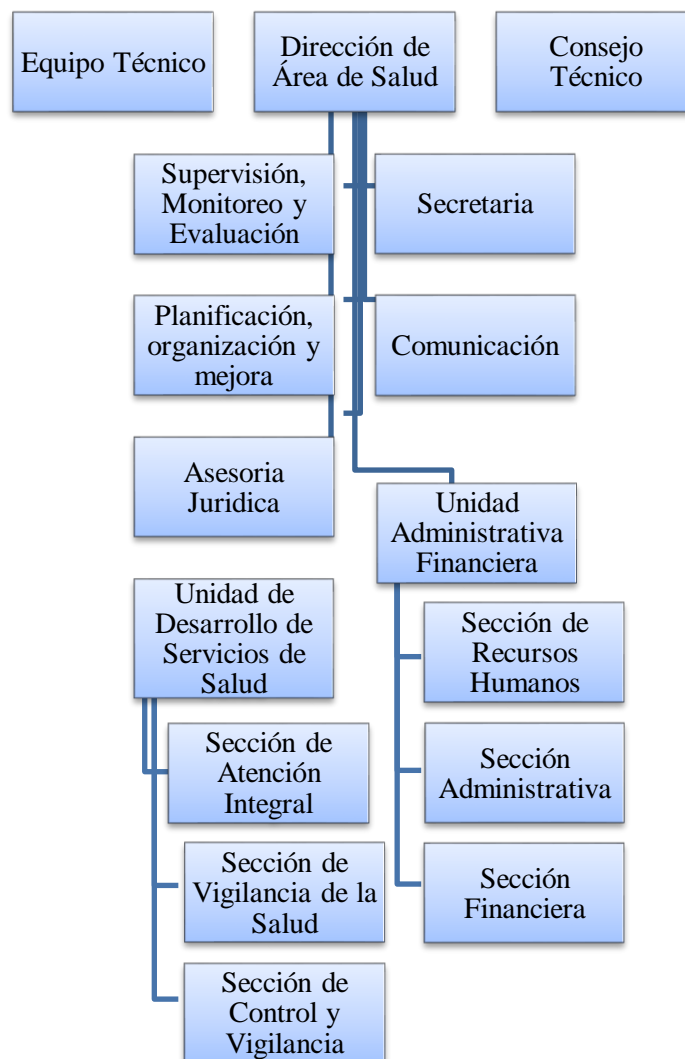 Equipo Técnico
Dirección de
Área de Salud
Consejo
Técnico
Supervisión,
Monitoreo y
Evaluación
Secretaria
Planificación,
organización y
mejora
Comunicación
Asesoria
Juridica
Unidad
Administrativa
Financiera
Unidad de
Desarrollo de
Servicios de
Salud
Sección de
Recursos
Humanos
Sección de
Atención
Integral
Sección
Administrativa
Sección de
Vigilancia de la
Salud
Sección
Financiera
Sección de
Control y
Vigilancia